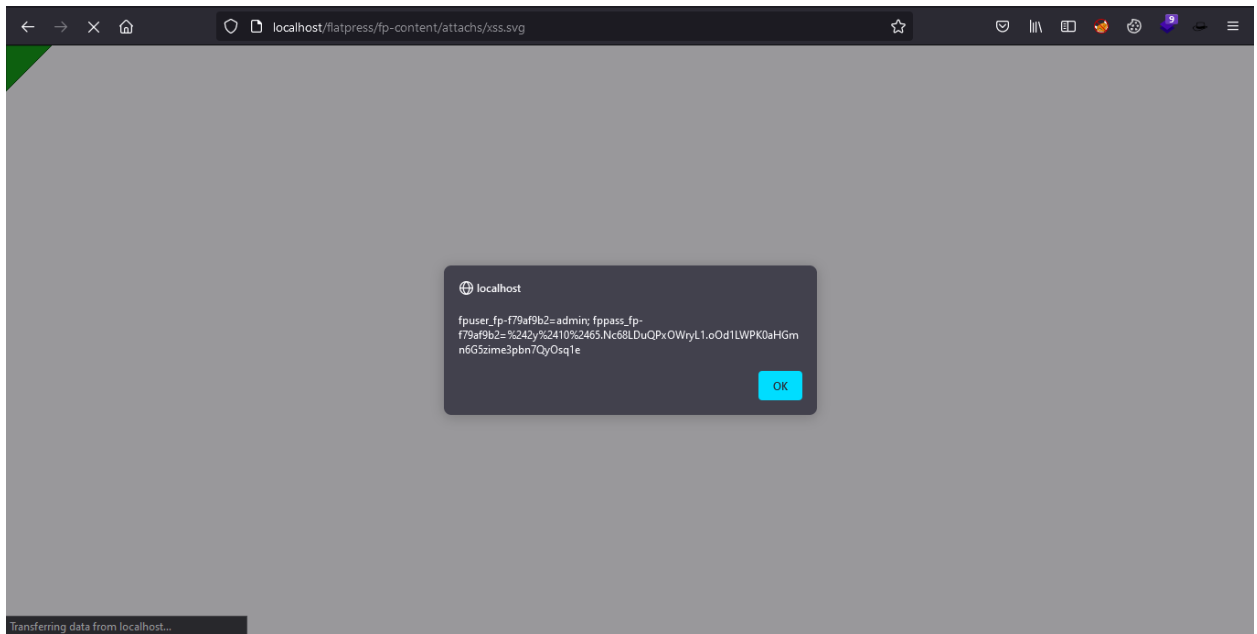 localhost/flatpress/fp-content/attachs/xss.svg
9
localhost
fpuser_fp-f79af9b2=admin; fppass_fp-
f79af9b2=%242y%2410%2465.Nc68LDuQPxOWryL1.oOd1LWPK0aHGm
n6G5zime3pbn7QyOsq1e
OK
Transferring data from localhost...